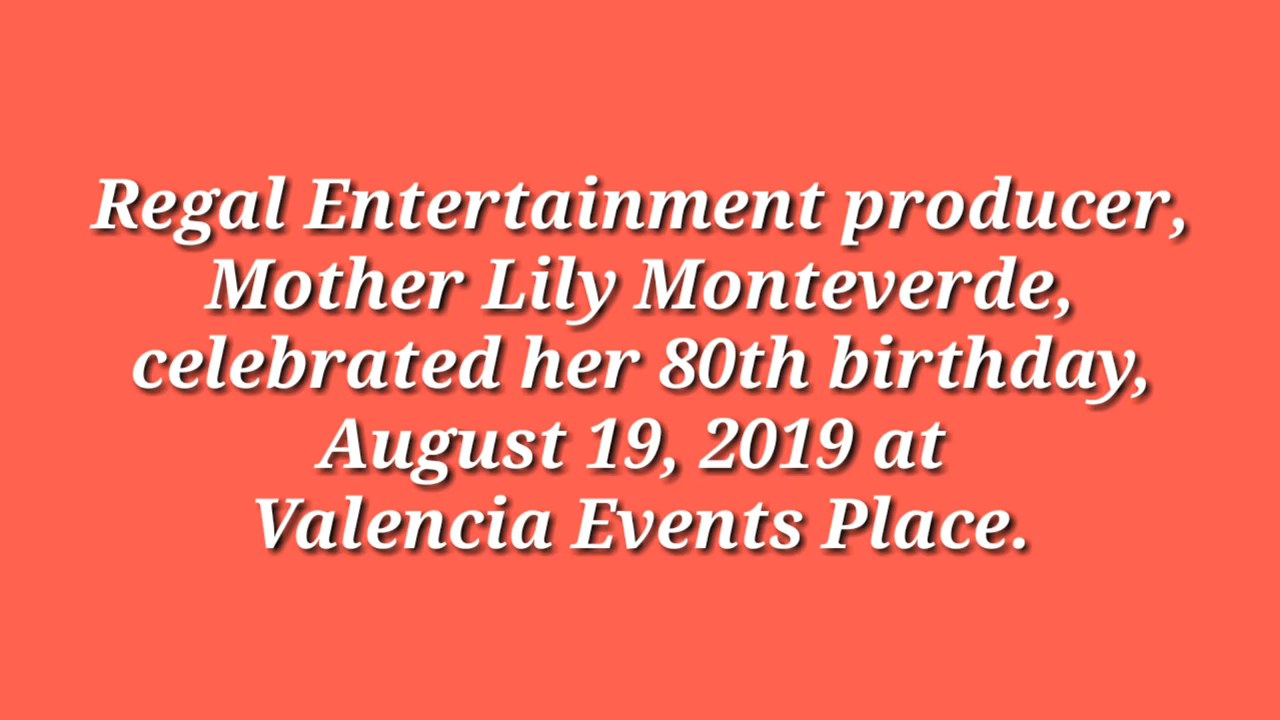 Regal Entertainment producer,
Mother Lily Monteverde,
celebrated her 80th birthday,
August 19, 2019 at
Valencia Events Place.